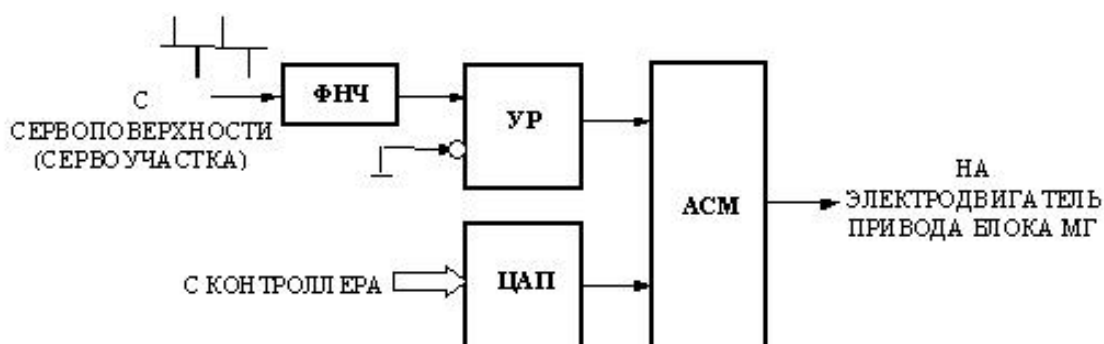 С
СЕРВОПОВЕРХНОСТИ
(СЕРВОУЧАСТКА)
ФНЧ
УР
АСМ
НА
ЭЛЕКТРОДВИГАТЕЛЬ
ПРИВОДА БЛОКА МГ
С КОНТРОЛЛЕРА
ЦАП